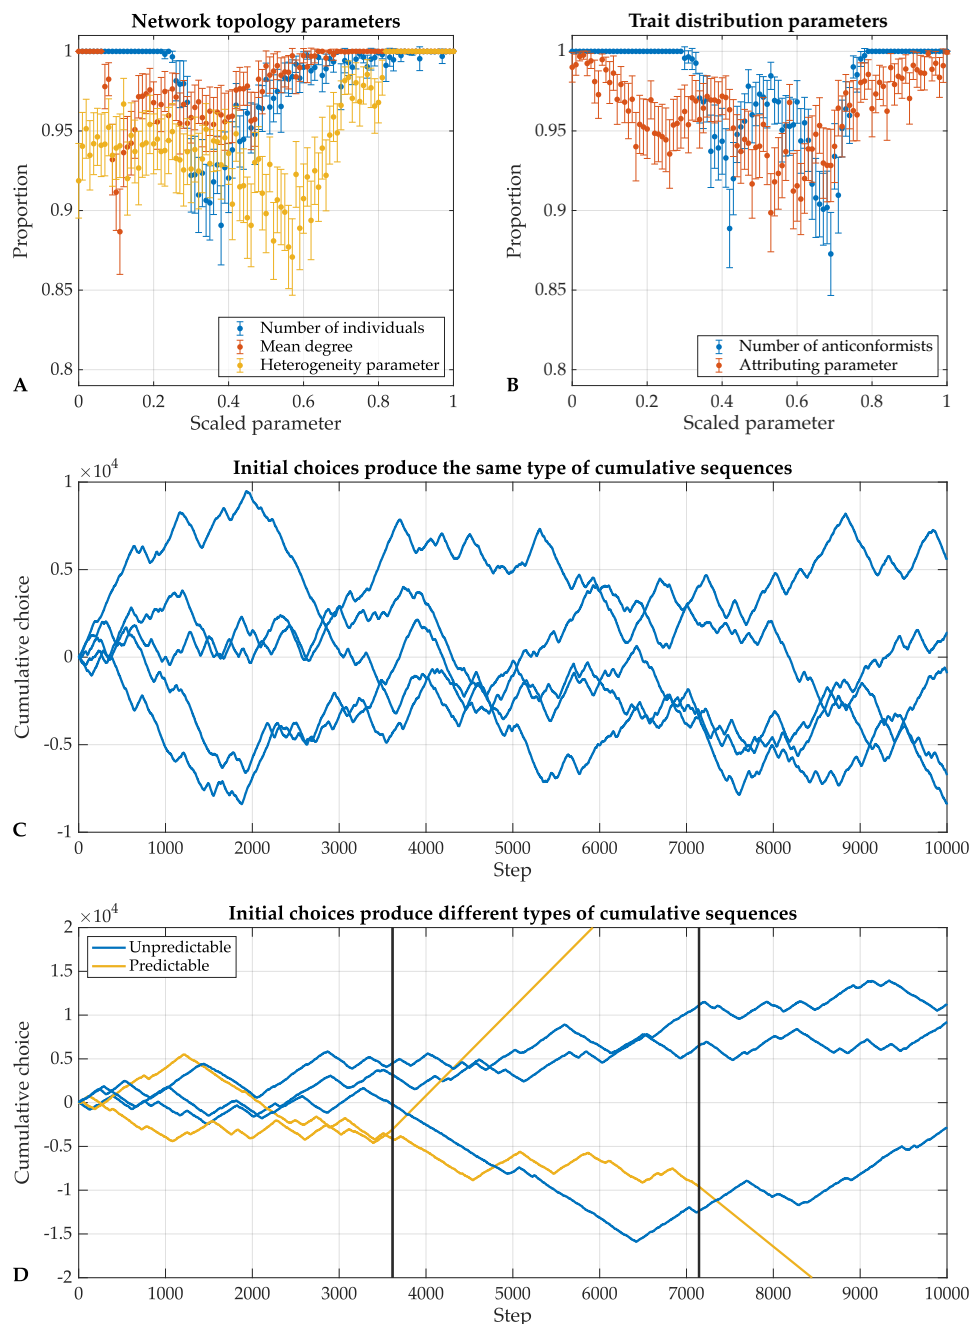 Network topology parameters
1
0.95
0.9
0.85
0.8
Proportion
0
0.2
0.4
0.6
0.8
1
Scaled parameter
Number of individuals
Mean degree
Heterogeneity parameter
A
Trait distribution parameters
1
0.95
0.9
0.85
0.8
Proportion
0
0.2
0.4
0.6
0.8
1
Scaled parameter
Number of anticonformists
Attributing parameter
B
Initial choices produce the same type of cumulative sequences
×10⁴
1
0.5
0
-0.5
-1
Cumulative choice
0 1000 2000 3000 4000 5000 6000 7000 8000 9000 10000
Step
C
Initial choices produce different types of cumulative sequences
×10⁴
2
1.5
1
0.5
0
-0.5
-1
-1.5
-2
Cumulative choice
Unpredictable
Predictable
0 1000 2000 3000 4000 5000 6000 7000 8000 9000 10000
Step
D